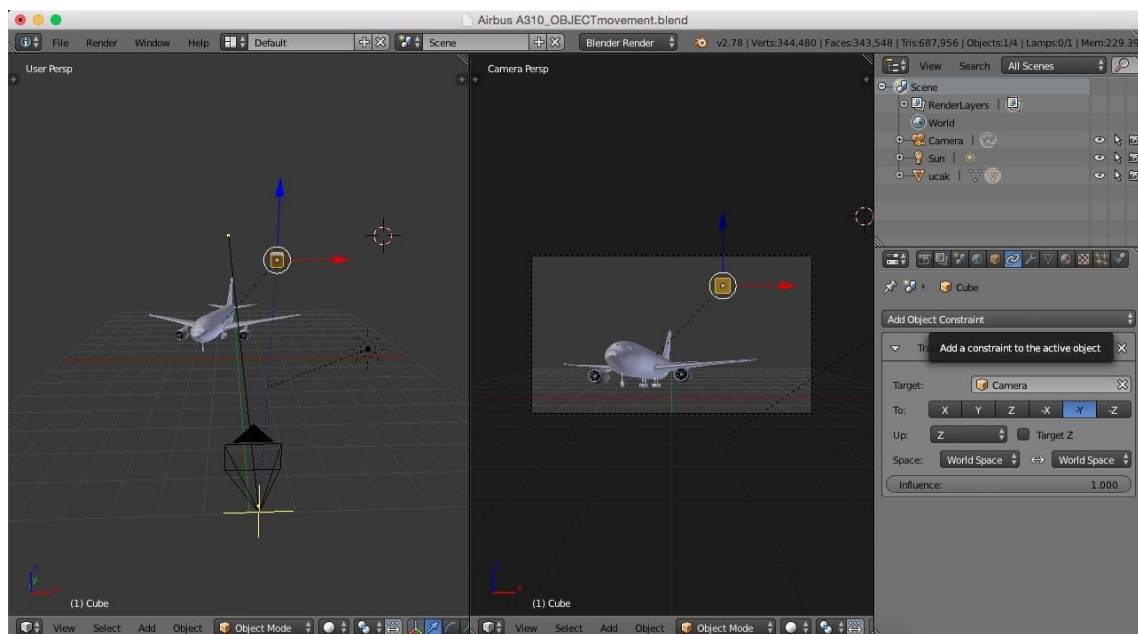 Airbus A310_OBJECTmovement.blend
File Render Window Help Default Scene Blender Render v2.78 | Verts:344,480 | Faces:343,548 | Tris:687,956 | Objects:1/4 | Lamps:0/1 | Mem:229.39
User Persp
Camera Persp
View Search All Scenes
Scene
RenderLayers |
World
Camera |
Sun |
ucak |
Cube
Add Object Constraint
Add a constraint to the active object
Target: Camera
To: X Y Z -X -Y -Z
Up: Z Target Z
Space: World Space World Space
Influence: 1.000
z
y
x
x
(1) Cube
(1) Cube
View Select Add Object Object Mode
View Select Add Object Object Mode